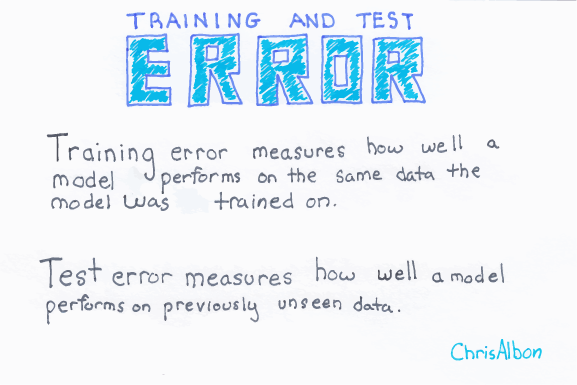 TRAINING AND TEST
ERROR
Training error measures how well a
model performs on the same data the
model was trained on.
Test error measures how well a model
performs on previously unseen data.
ChrisAlbon